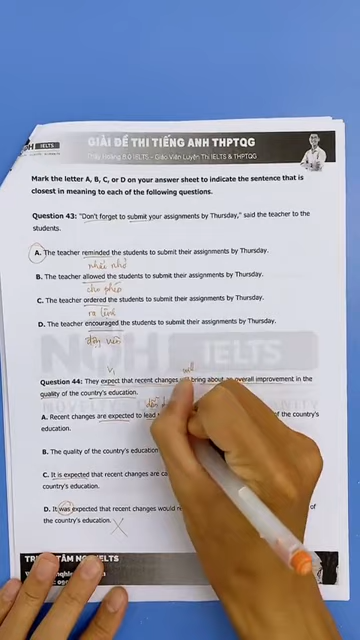 IELTS
GIẢI ĐỀ THI TIẾNG ANH THPTQG
Thầy Hoàng 9.0 IELTS - Giáo Viên Luyện Thi IELTS & THPTQG
Mark the letter A, B, C, or D on your answer sheet to indicate the sentence that is
closest in meaning to each of the following questions.
Question 43: "Don't forget to submit your assignments by Thursday," said the teacher to the
students.
A. The teacher reminded the students to submit their assignments by Thursday.
nhắc nhở
B. The teacher allowed the students to submit their assignments by Thursday.
cho phép
C. The teacher ordered the students to submit their assignments by Thursday.
ra lệnh
D. The teacher encouraged the students to submit their assignments by Thursday.
động viên
IELTS
V1
Question 44: They expect that recent changes will bring about an overall improvement in the
quality of the country's education.
A. Recent changes are expected to lead of the country's
education.
B. The quality of the country's education
C. It is expected that recent changes are
country's education.
D. It was expected that recent changes would of
the country's education. X